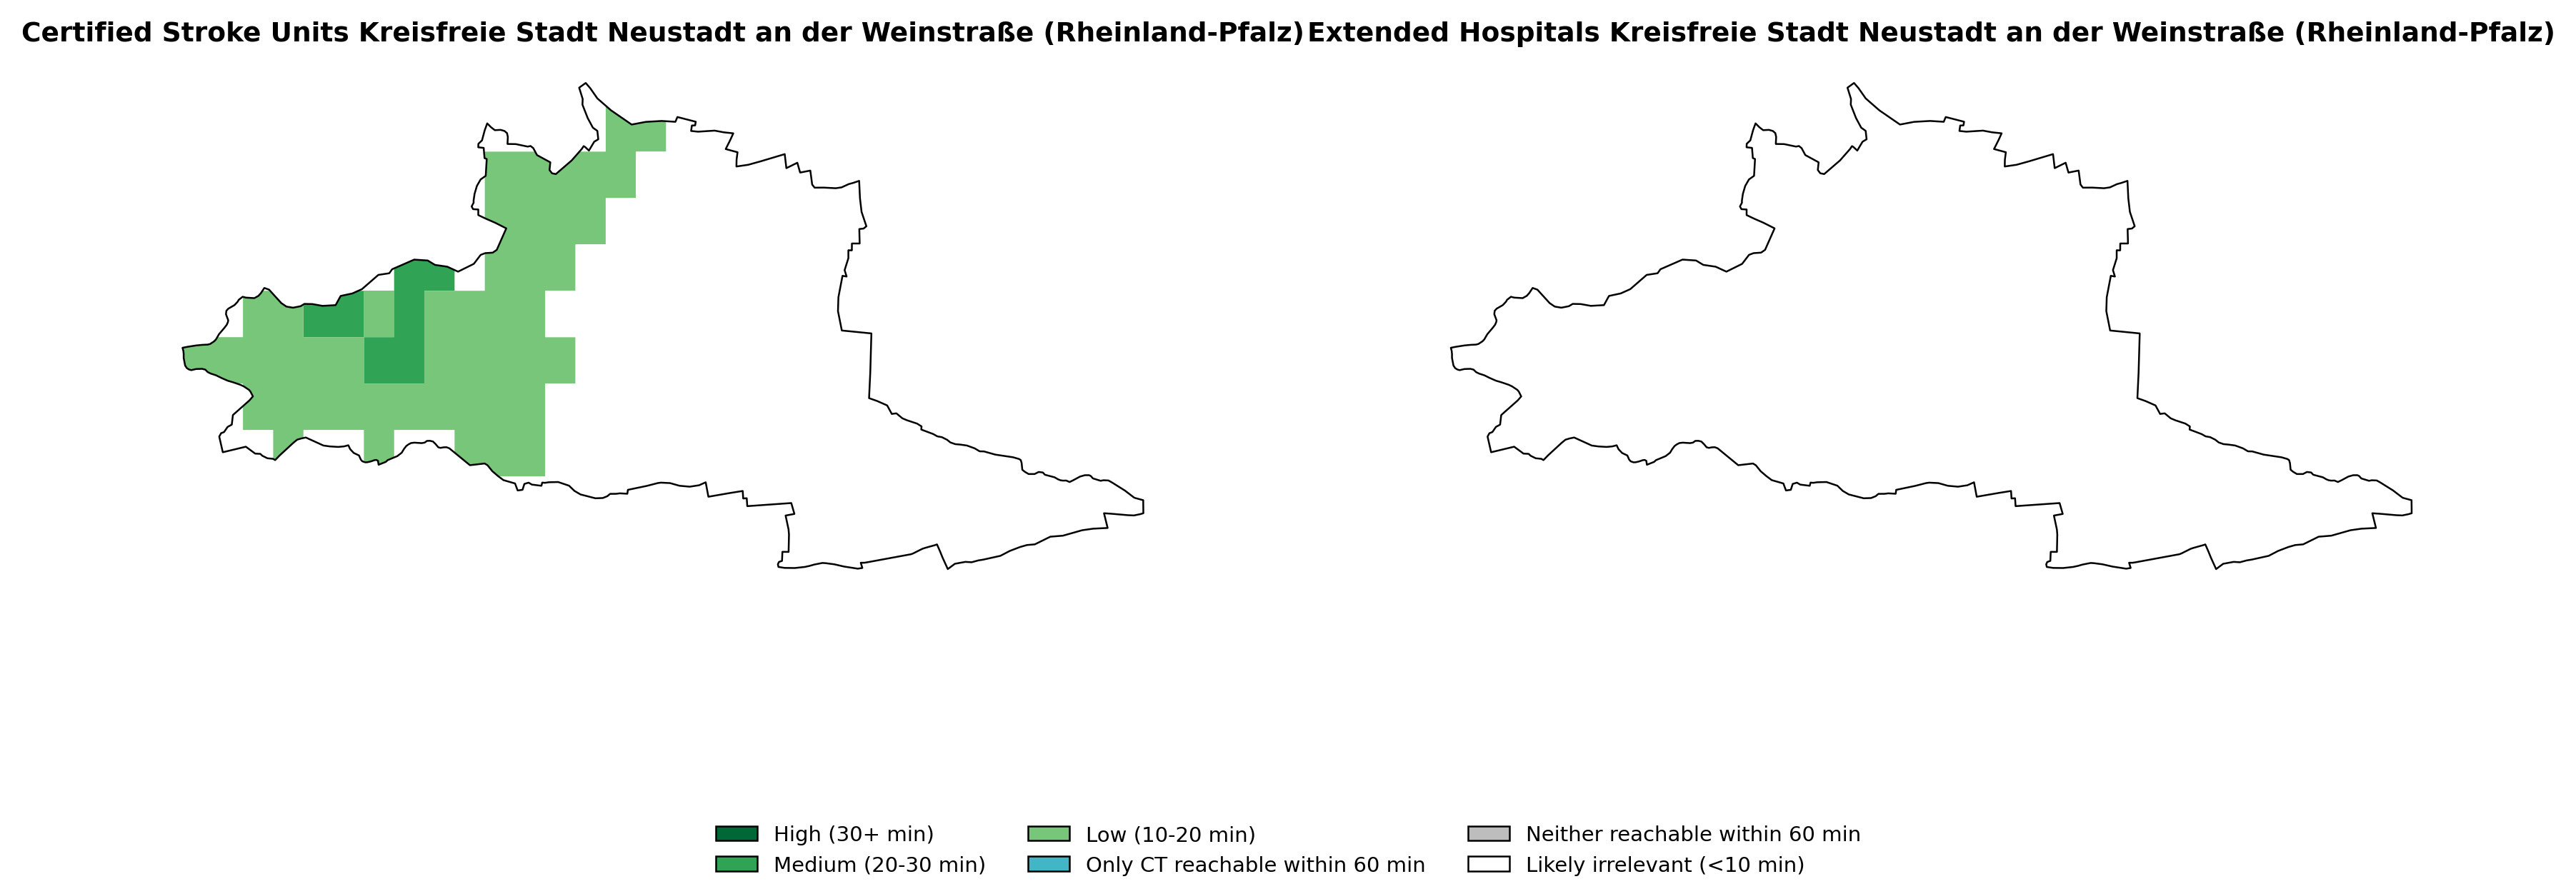 Certified Stroke Units Kreisfreie Stadt Neustadt an der Weinstraße (Rheinland-Pfalz)
Extended Hospitals Kreisfreie Stadt Neustadt an der Weinstraße (Rheinland-Pfalz)
High (30+ min)
Medium (20-30 min)
Low (10-20 min)
Only CT reachable within 60 min
Neither reachable within 60 min
Likely irrelevant (<10 min)